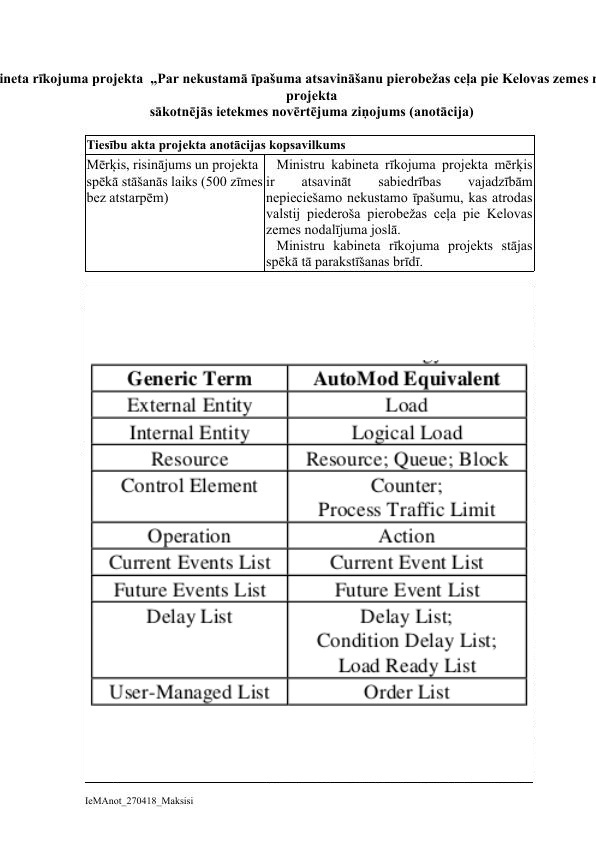 ineta rīkojuma projekta „Par nekustamā īpašuma atsavināšanu pierobežas ceļa pie Kelovas zemes
projekta
sākotnējās ietekmes novērtējuma ziņojums (anotācija)
Tiesību akta projekta anotācijas kopsavilkums
Mērķis, risinājums un projekta
spēkā stāšanās laiks (500 zīmes
bez atstarpēm)
Ministru kabineta rīkojuma projekta mērķis
ir atsavināt sabiedrības vajadzībām
nepieciešamo nekustamo īpašumu, kas atrodas
valstij piederoša pierobežas ceļa pie Kelovas
zemes nodalījuma joslā.
Ministru kabineta rīkojuma projekts stājas
spēkā tā parakstīšanas brīdī.
Generic Term AutoMod Equivalent
External Entity Load
Internal Entity Logical Load
Resource Resource; Queue; Block
Control Element Counter;
Process Traffic Limit
Operation Action
Current Events List Current Event List
Future Events List Future Event List
Delay List Delay List;
Condition Delay List;
Load Ready List
User-Managed List Order List
IeMAnot_270418_Maksisi